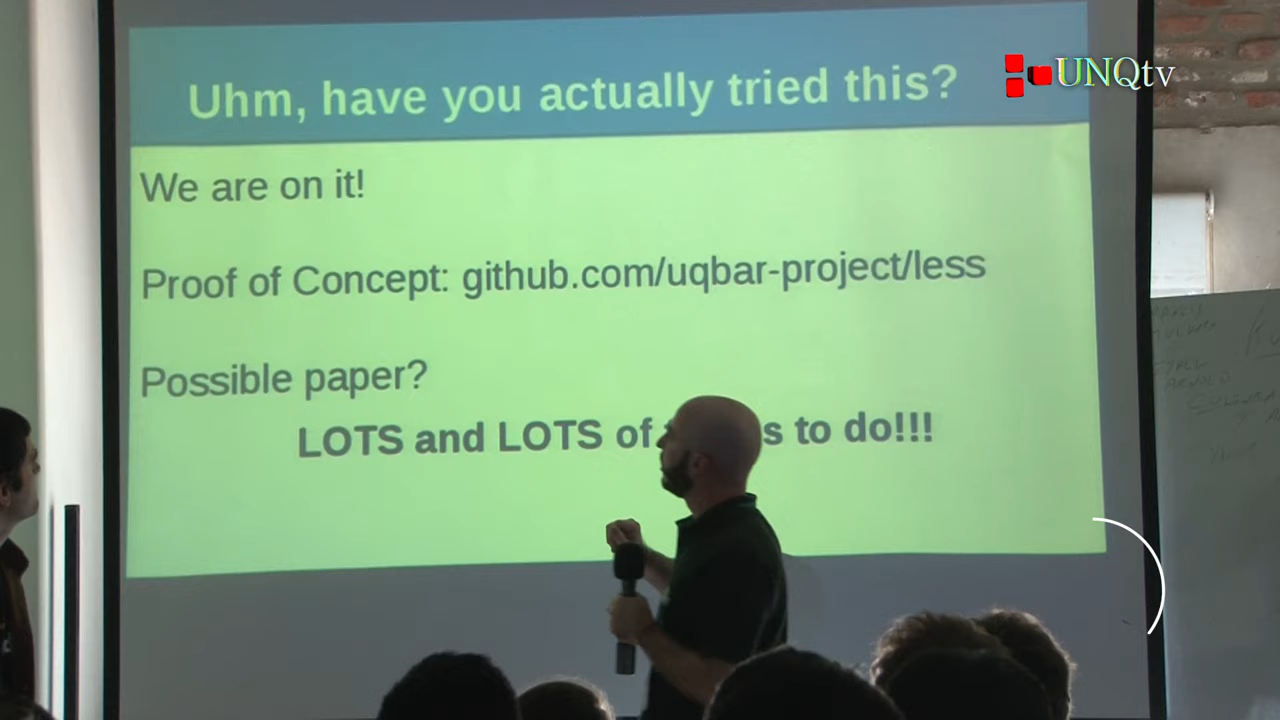 Uhm, have you actually tried this?
UNQtv
We are on it!
Proof of Concept: github.com/uqbar-project/less
Possible paper?
LOTS and LOTS of to do!!!